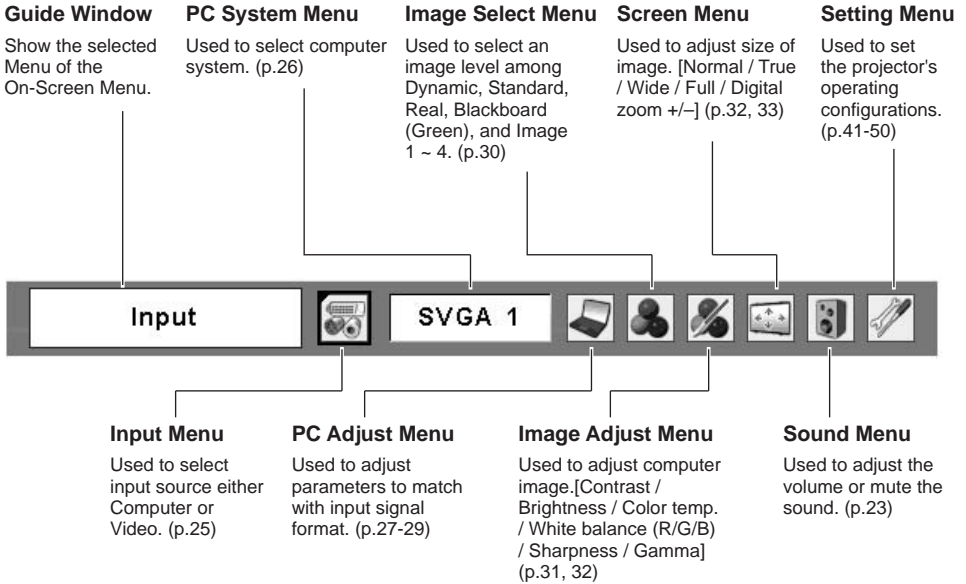 Guide Window
Show the selected
Menu of the
On-Screen Menu.
PC System Menu
Used to select computer
system. (p.26)
Image Select Menu
Used to select an
image level among
Dynamic, Standard,
Real, Blackboard
(Green), and Image
1 ~ 4. (p.30)
Screen Menu
Used to adjust size of
image. [Normal / True
/ Wide / Full / Digital
zoom +/–] (p.32, 33)
Setting Menu
Used to set
the projector's
operating
configurations.
(p.41-50)
Input
SVGA 1
Input Menu
Used to select
input source either
Computer or
Video. (p.25)
PC Adjust Menu
Used to adjust
parameters to match
with input signal
format. (p.27-29)
Image Adjust Menu
Used to adjust computer
image.[Contrast /
Brightness / Color temp.
/ White balance (R/G/B)
/ Sharpness / Gamma]
(p.31, 32)
Sound Menu
Used to adjust the
volume or mute the
sound. (p.23)